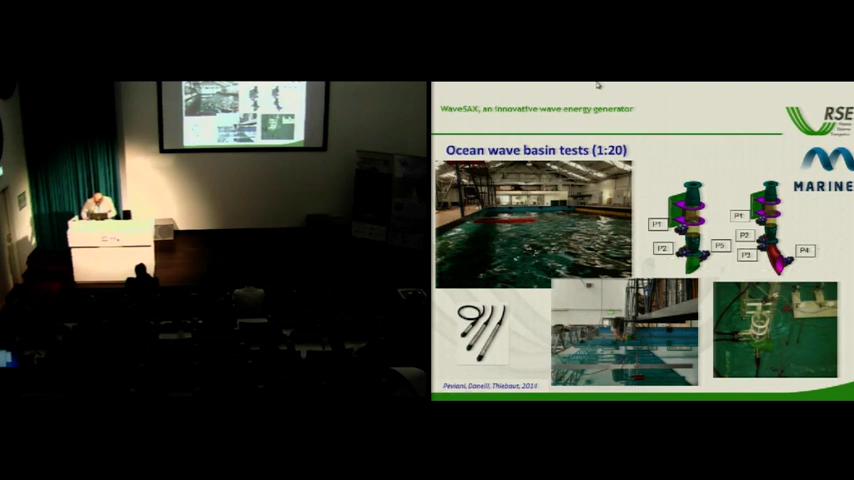 WaveSAX, an innovative wave energy generator
RSE
Ocean wave basin tests (1:20)
MARINE
P1
P2
P5
P1
P2
P3
P4
Peviani, Danelli, Thiebaut, 2014